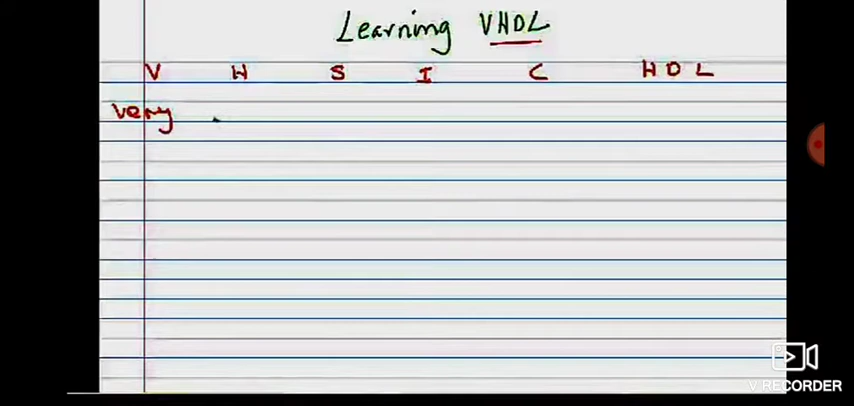 Learning VHDL
V H S I C HDL
Very
V RECORDER